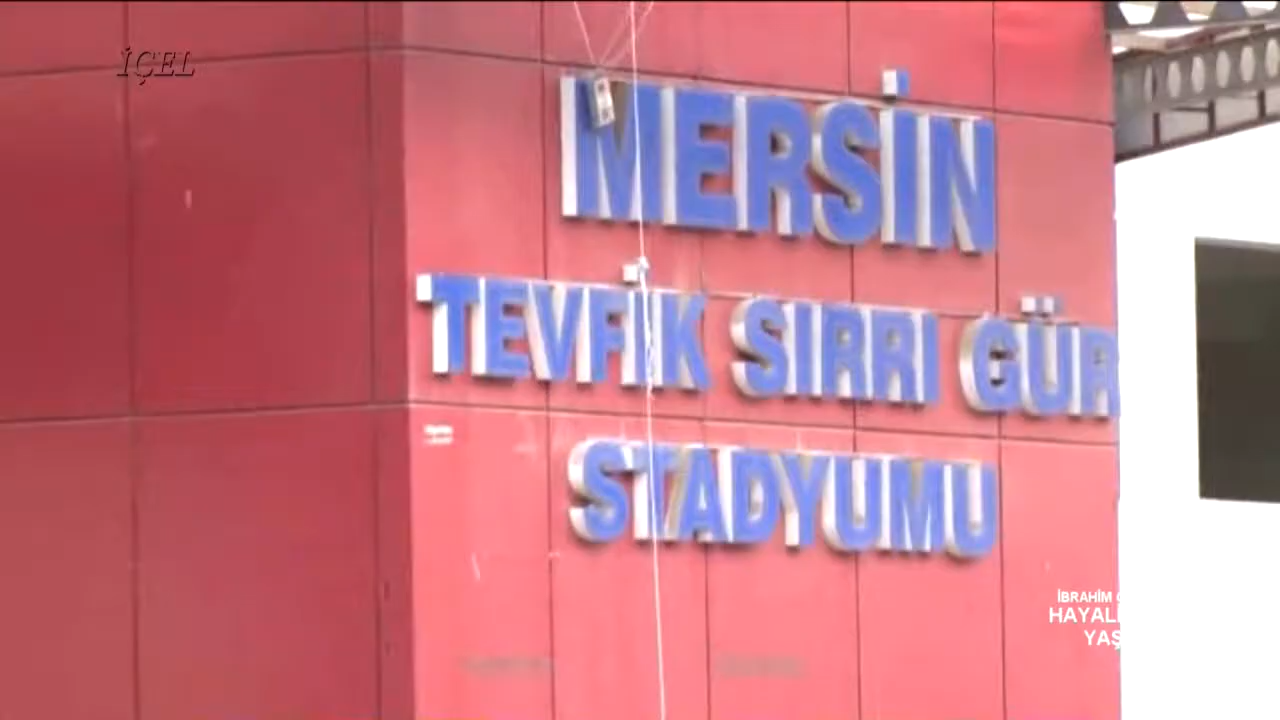 İÇEL
MERSİN
TEVFİK SIRRI GÜR
STADYUMU
İBRAHİM